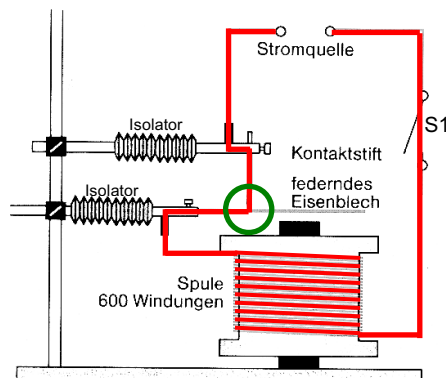 Stromquelle
Isolator
S1
Kontaktstift
Isolator
federndes
Eisenblech
Spule
600 Windungen